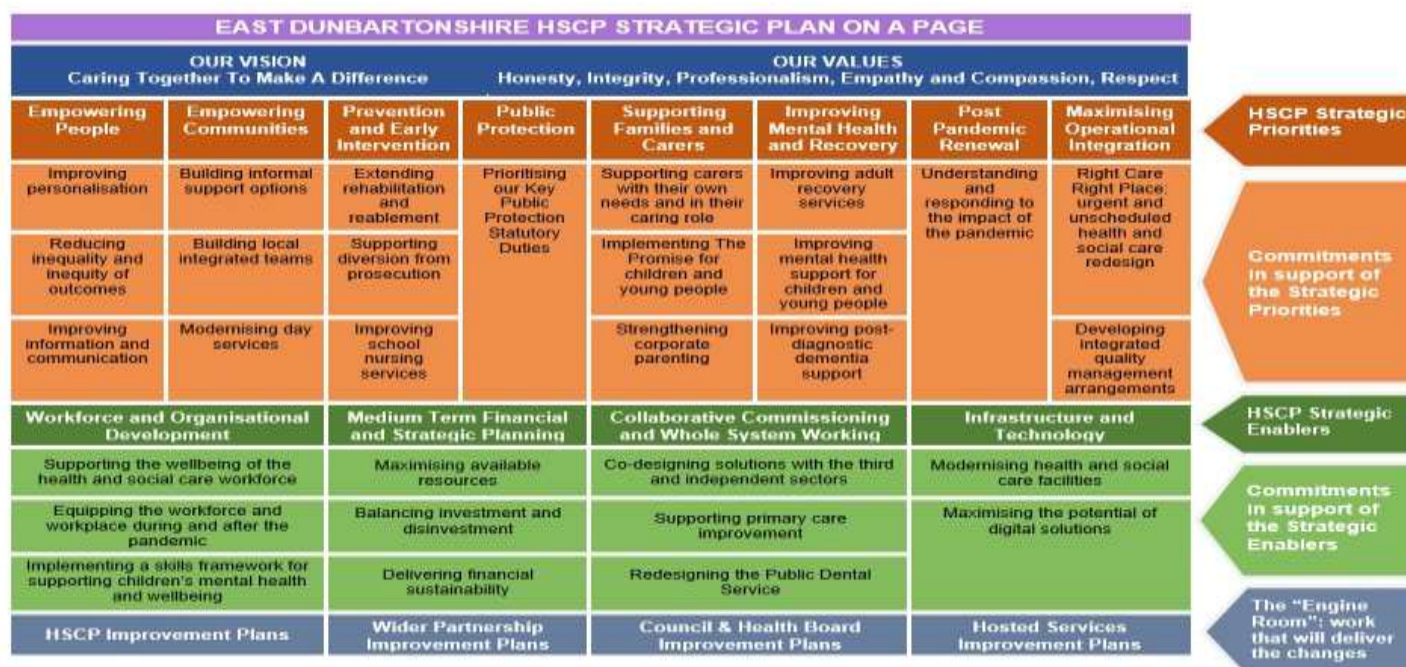 EAST DUNBARTONSHIRE HSCP STRATEGIC PLAN ON A PAGE
OUR VISION
Caring Together To Make A Difference
OUR VALUES
Honesty, Integrity, Professionalism, Empathy and Compassion, Respect
Empowering
People
Empowering
Communities
Prevention
and Early
Intervention
Public
Protection
Supporting
Families and
Carers
Improving
Mental Health
and Recovery
Post
Pandemic
Renewal
Maximising
Operational
Integration
HSCP Strategic
Priorities
Improving
personalisation
Building informal
support options
Extending
rehabilitation
and
reablement
Prioritising
our Key
Public
Protection
Statutory
Duties
Supporting carers
with their own
needs and in their
caring role
Improving adult
recovery
services
Understanding
and
responding to
the impact of
the pandemic
Right Care
Right Place:
urgent and
unscheduled
health and
social care
redesign
Reducing
inequality and
inequity of
outcomes
Building local
integrated teams
Supporting
diversion from
prosecution
Implementing The
Promise for
children and
young people
Improving
mental health
support for
children and
young people
Commitments
in support of
the Strategic
Priorities
Improving
information and
communication
Modernising day
services
Improving
school
nursing
services
Strengthening
corporate
parenting
Improving post-
diagnostic
dementia
support
Developing
integrated
quality
management
arrangements
Workforce and Organisational
Development
Medium Term Financial
and Strategic Planning
Collaborative Commissioning
and Whole System Working
Infrastructure and
Technology
HSCP Strategic
Enablers
Supporting the wellbeing of the
health and social care workforce
Maximising available
resources
Co-designing solutions with the third
and independent sectors
Modernising health and social
care facilities
Equipping the workforce and
workplace during and after the
pandemic
Balancing investment and
disinvestment
Supporting primary care
improvement
Maximising the potential of
digital solutions
Commitments
in support of
the Strategic
Enablers
Implementing a skills framework for
supporting children's mental health
and wellbeing
Delivering financial
sustainability
Redesigning the Public Dental
Service
HSCP Improvement Plans
Wider Partnership
Improvement Plans
Council & Health Board
Improvement Plans
Hosted Services
Improvement Plans
The "Engine
Room": work
that will deliver
the changes